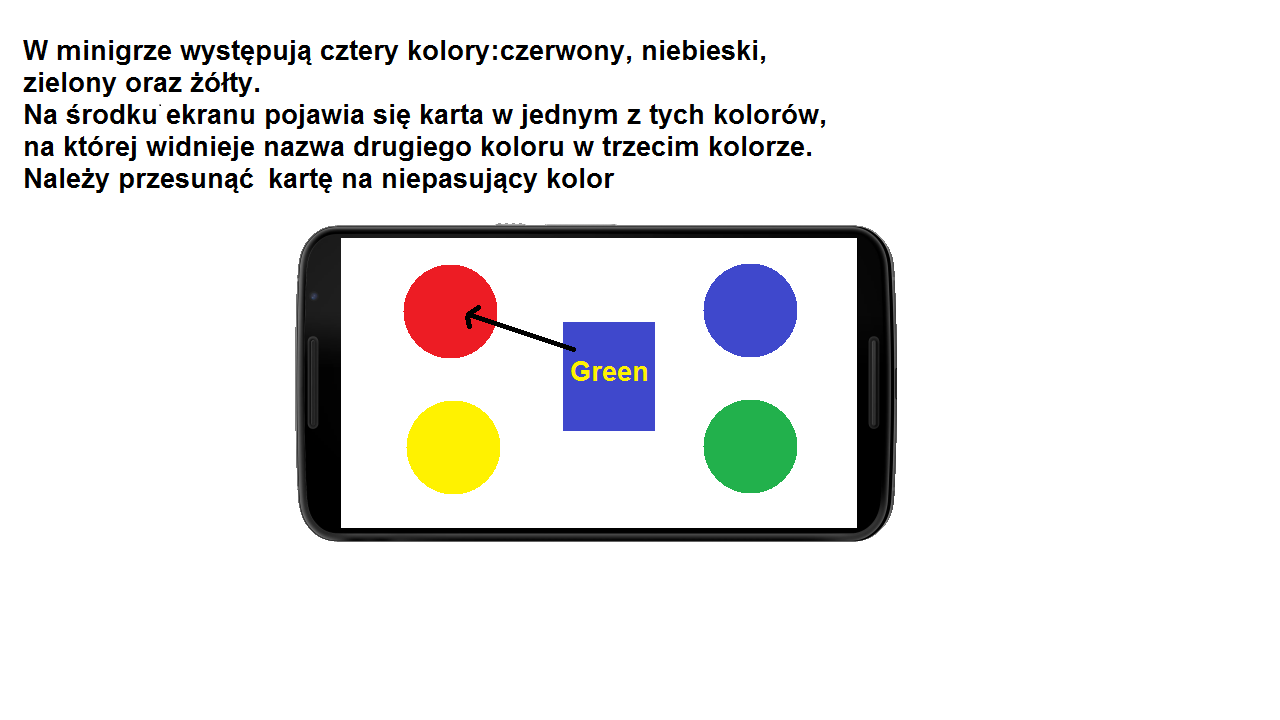 W minigrze występują cztery kolory:czerwony, niebieski,
zielony oraz żółty.
Na środku ekranu pojawia się karta w jednym z tych kolorów,
na której widnieje nazwa drugiego koloru w trzecim kolorze.
Należy przesunąć  kartę na niepasujący kolor
Green